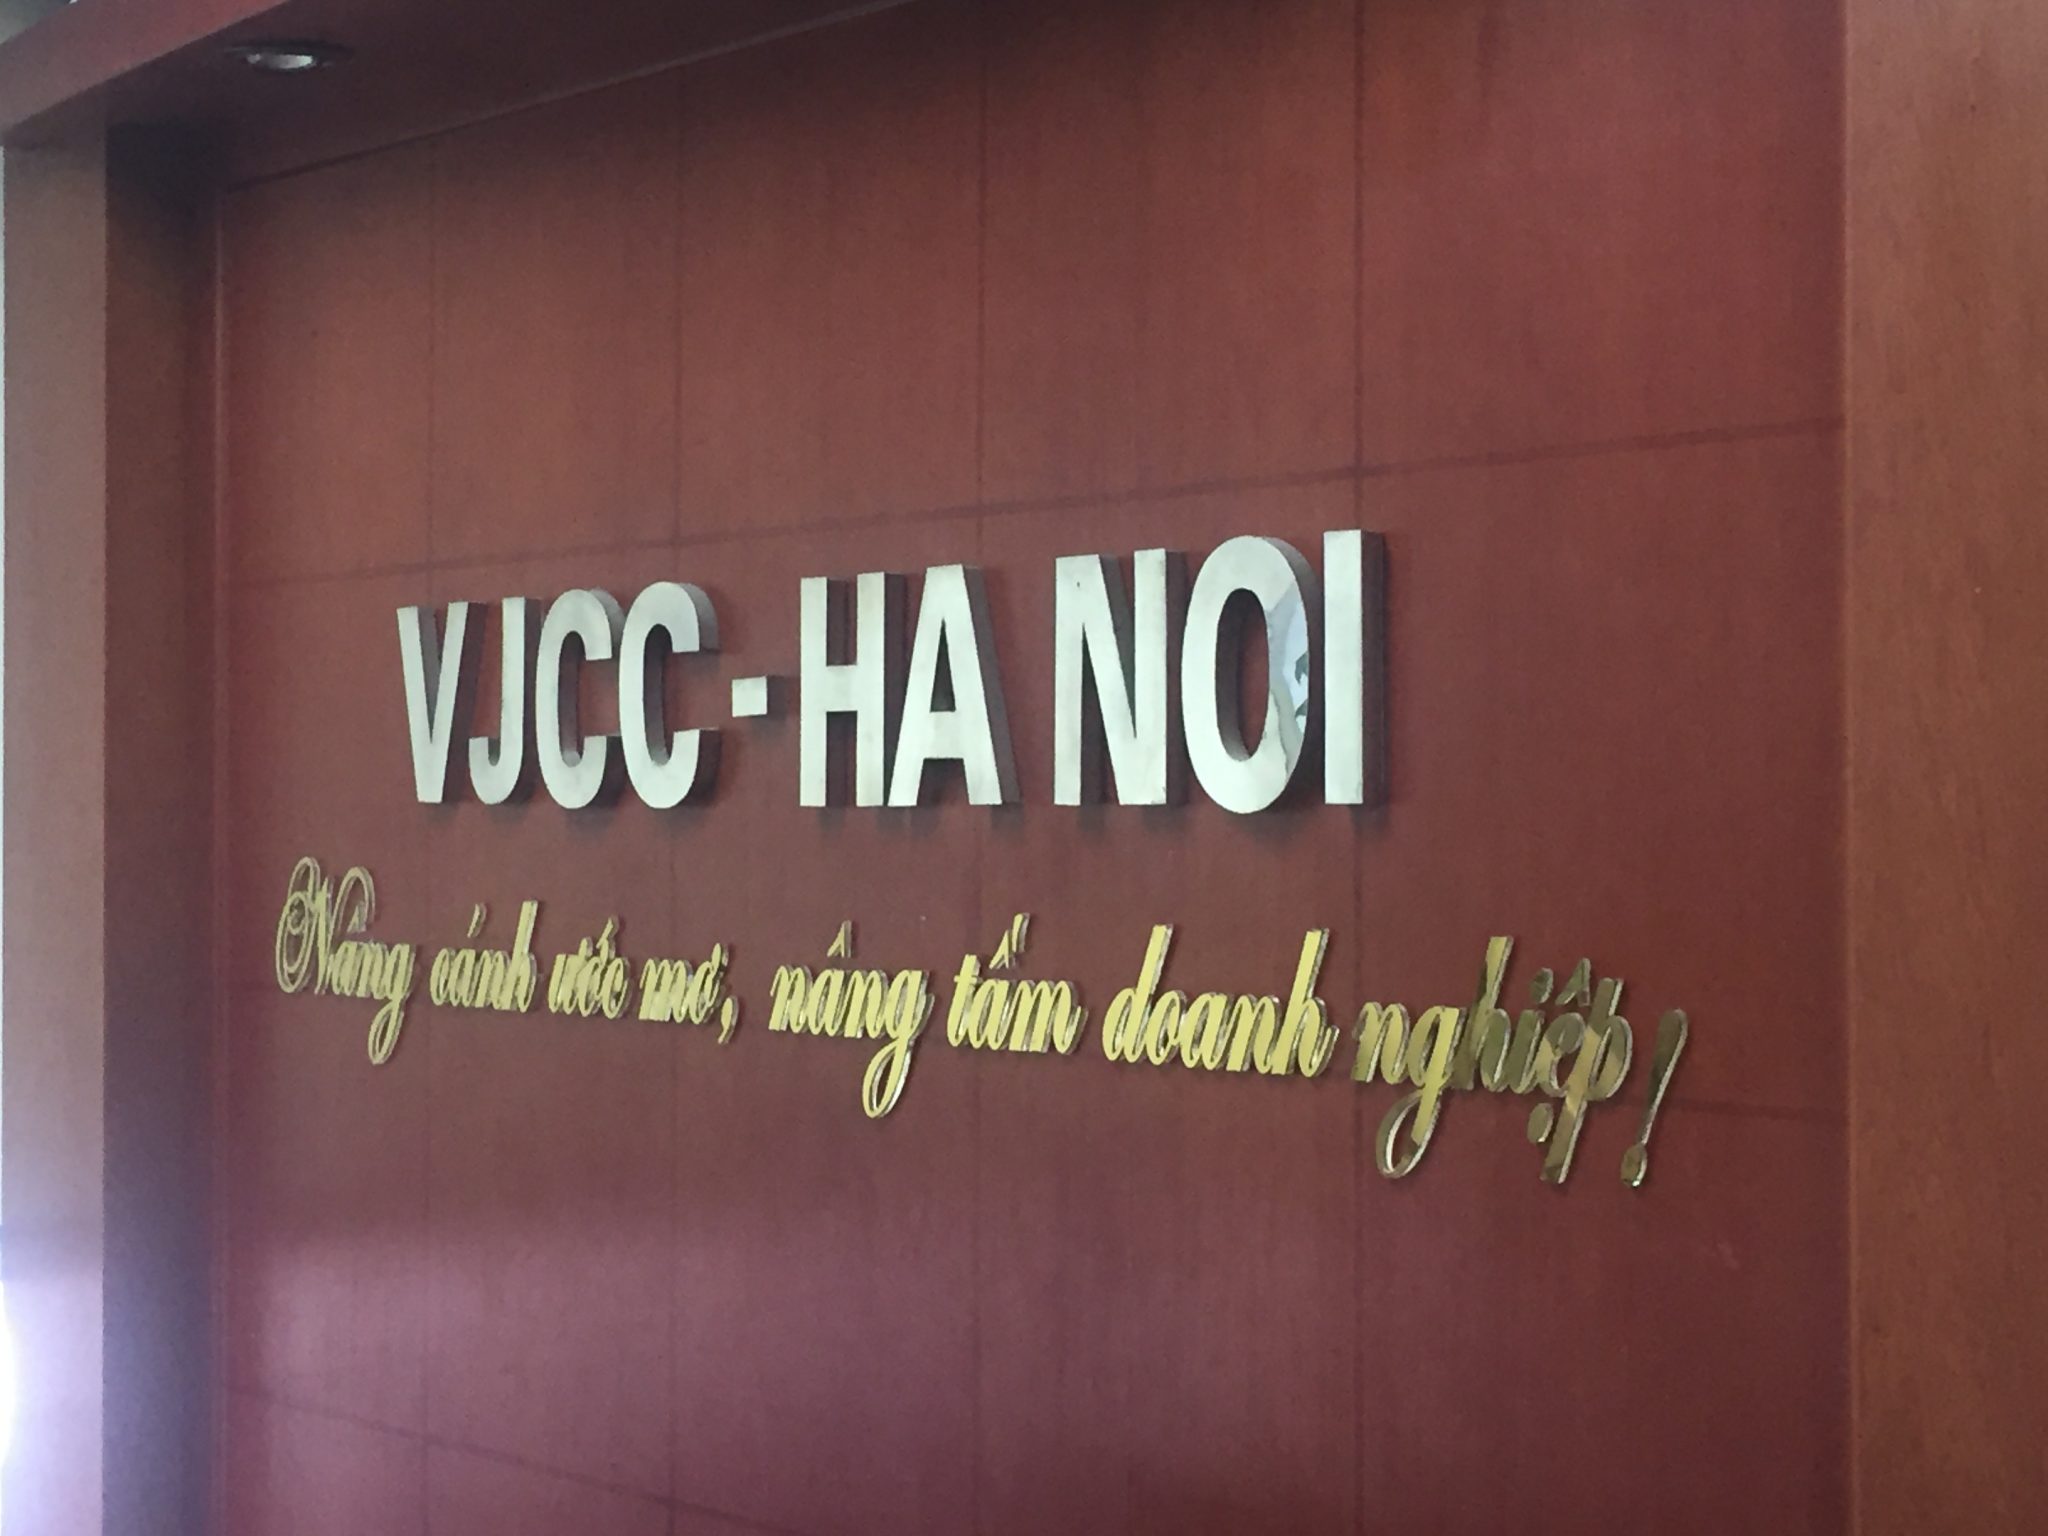 VJCC - HA NOI
Nâng cánh ước mơ, nâng tầm doanh nghiệp!